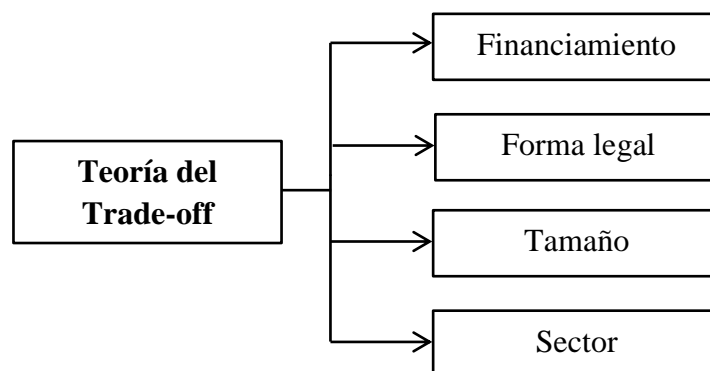 Financiamiento
Forma legal
Teoría del
Trade-off
Tamaño
Sector